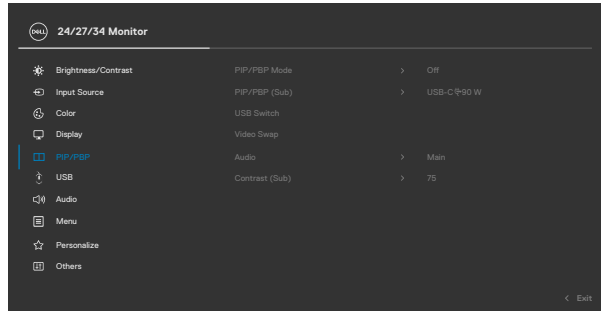 DELL 24/27/34 Monitor
Brightness/Contrast PIP/PBP Mode > Off
Input Source PIP/PBP (Sub) > USB-C 90 W
Color USB Switch
Display Video Swap
PIP/PBP Audio > Main
USB Contrast (Sub) > 75
Audio
Menu
Personalize
Others
< Exit